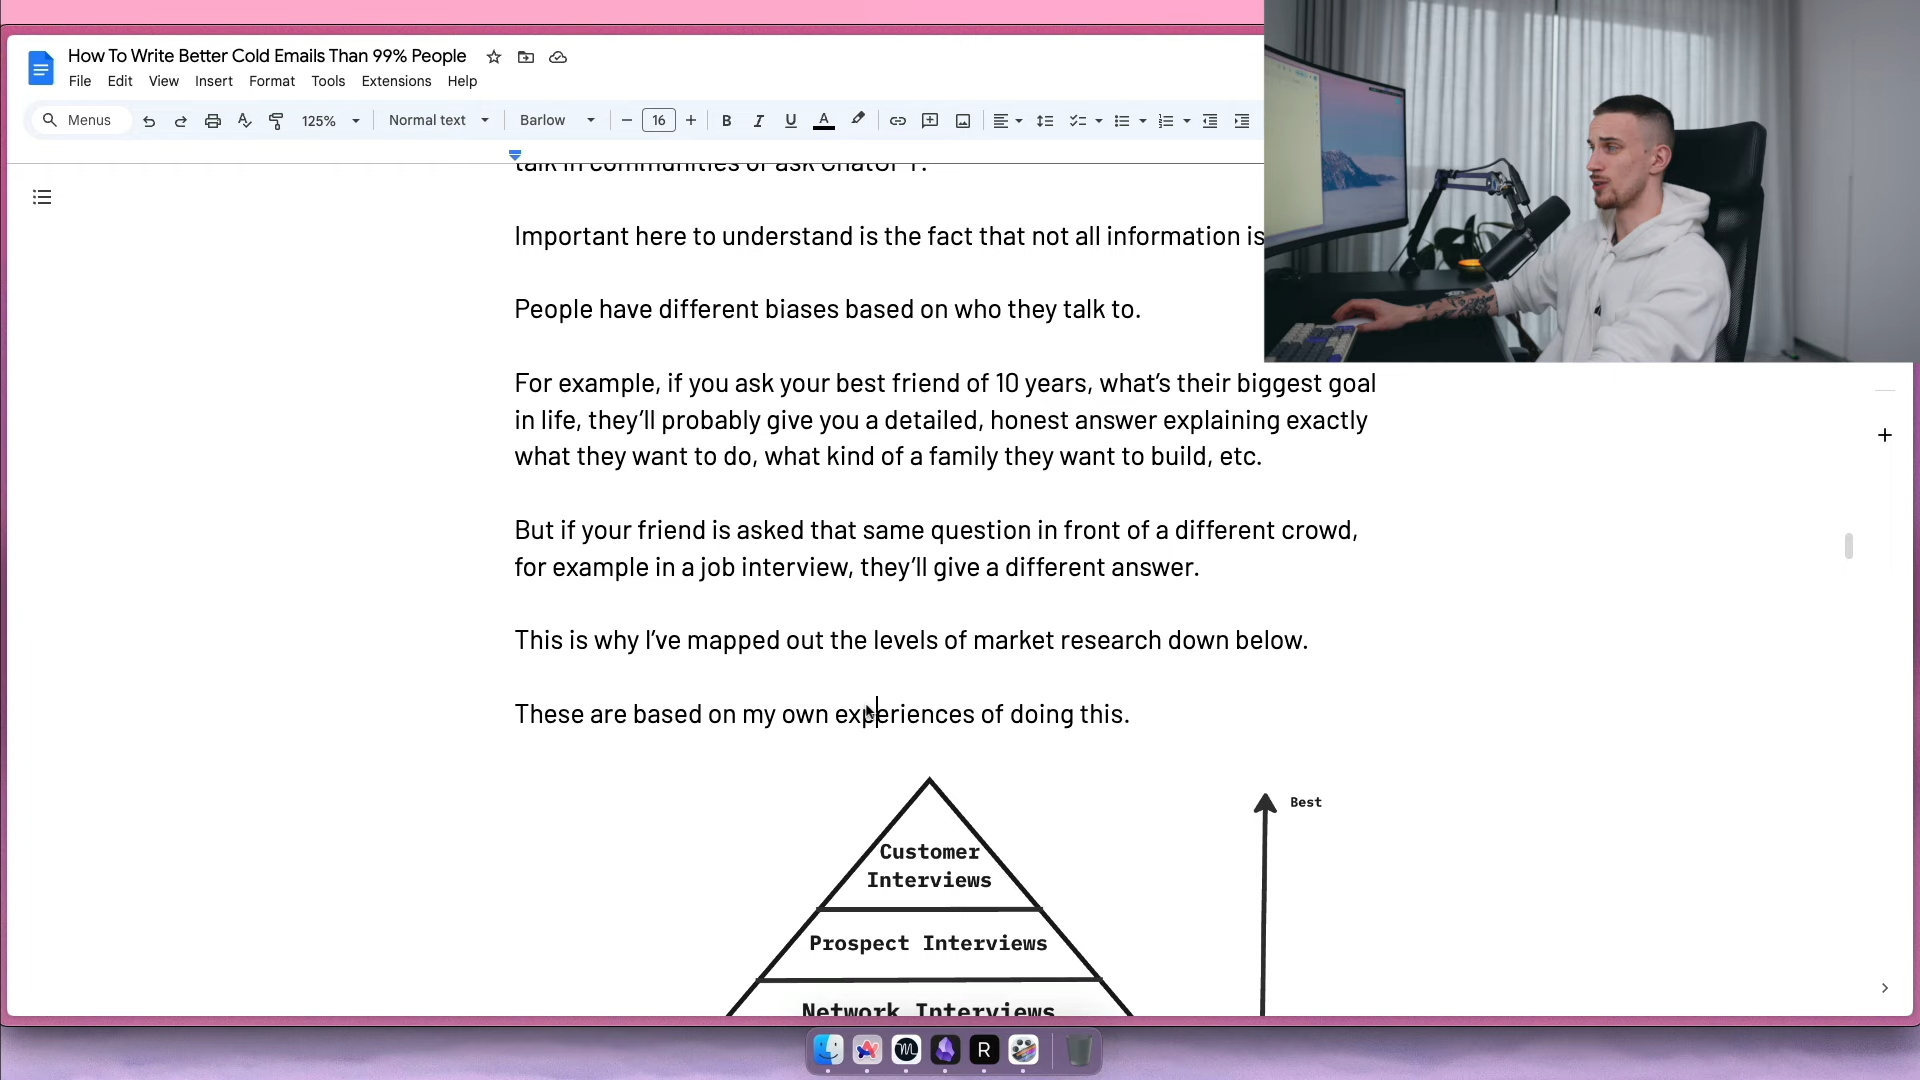 How To Write Better Cold Emails Than 99% People
File Edit View Insert Format Tools Extensions Help
Menus 125% Normal text Barlow 16 B I U A
talk in communities or ask ChatGPT.
Important here to understand is the fact that not all information is
People have different biases based on who they talk to.
For example, if you ask your best friend of 10 years, what’s their biggest goal
in life, they’ll probably give you a detailed, honest answer explaining exactly
what they want to do, what kind of a family they want to build, etc.
But if your friend is asked that same question in front of a different crowd,
for example in a job interview, they’ll give a different answer.
This is why I’ve mapped out the levels of market research down below.
These are based on my own experiences of doing this.
Best
Customer
Interviews
Prospect Interviews
Network Interviews
R